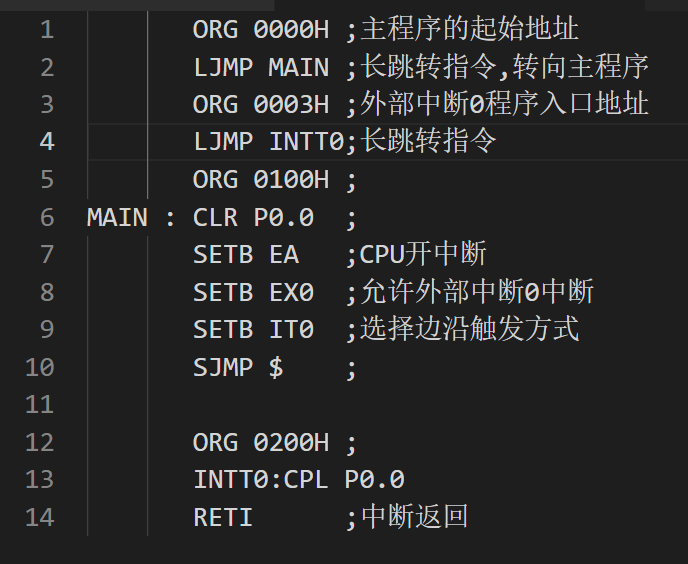 1 ORG 0000H ;主程序的起始地址
2 LJMP MAIN ;长跳转指令,转向主程序
3 ORG 0003H ;外部中断0程序入口地址
4 LJMP INTT0;长跳转指令
5 ORG 0100H ;
6 MAIN : CLR P0.0 ;
7 SETB EA ;CPU开中断
8 SETB EX0 ;允许外部中断0中断
9 SETB IT0 ;选择边沿触发方式
10 SJMP $ ;
11
12 ORG 0200H ;
13 INTT0:CPL P0.0
14 RETI ;中断返回